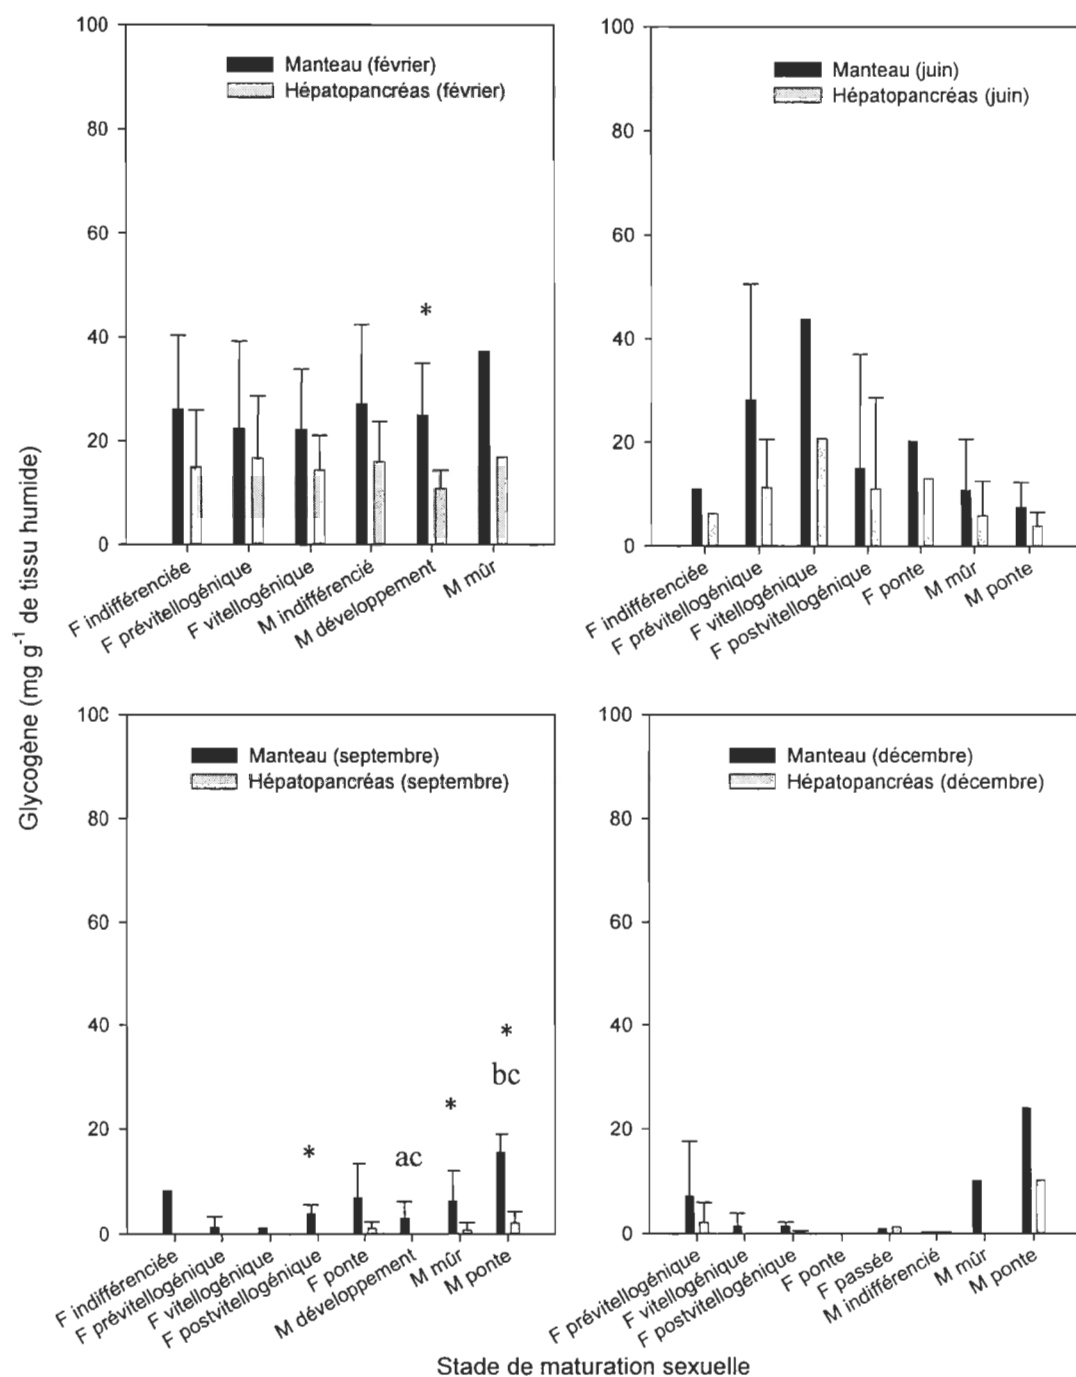 Glycogène (mg g⁻¹ de tissu humide)
100
80
60
40
20
0
Manteau (février)
Hépatopancréas (février)
*
F indifférenciée
F prévitellogénique
F vitellogénique
M indifférencié
M développement
M mûr
100
80
60
40
20
0
Manteau (juin)
Hépatopancréas (juin)
F indifférenciée
F prévitellogénique
F vitellogénique
F postvitellogénique
F ponte
M mûr
M ponte
100
80
60
40
20
0
Manteau (septembre)
Hépatopancréas (septembre)
*
ac
*
*
bc
F indifférenciée
F prévitellogénique
F vitellogénique
F postvitellogénique
F ponte
M développement
M mûr
M ponte
100
80
60
40
20
0
Manteau (décembre)
Hépatopancréas (décembre)
F prévitellogénique
F vitellogénique
F postvitellogénique
F ponte
F passée
M indifférencié
M mûr
M ponte
Stade de maturation sexuelle